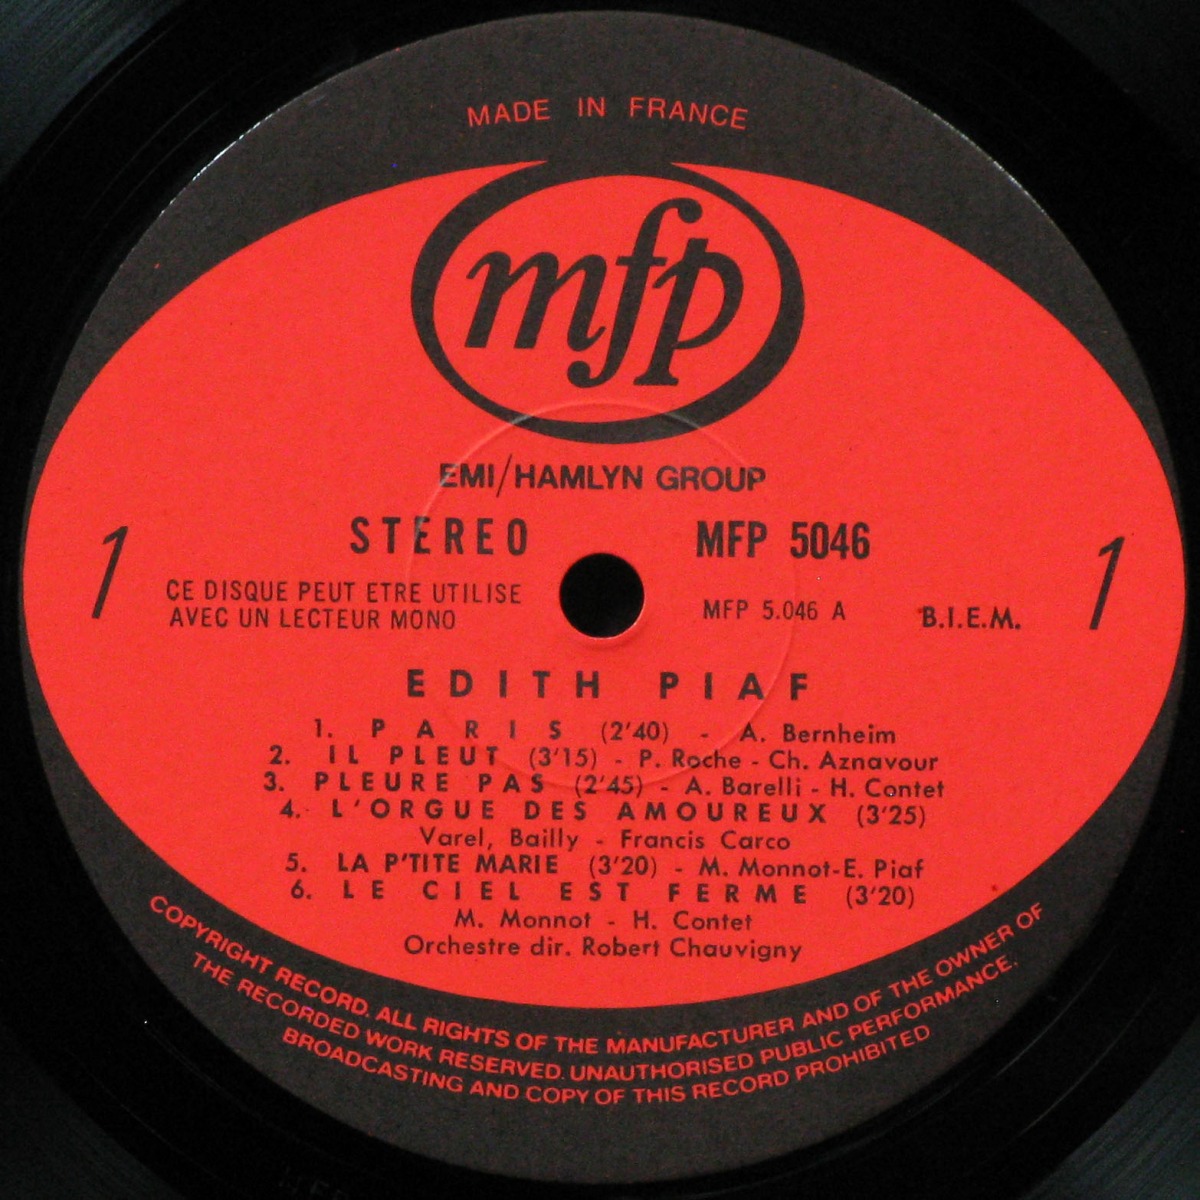 MADE IN FRANCE
mfp
EMI/HAMLYN GROUP
STEREO MFP 5046
1 1
CE DISQUE PEUT ETRE UTILISE
AVEC UN LECTEUR MONO
MFP 5.046 A B.I.E.M.
EDITH PIAF
1. PARIS (2'40) - A. Bernheim
2. IL PLEUT (3'15) - P. Roche - Ch. Aznavour
3. PLEURE PAS (2'45) - A. Barelli - H. Contet
4. L'ORGUE DES AMOUREUX (3'25)
Varel, Bailly - Francis Carco
5. LA P'TITE MARIE (3'20) - M. Monnot-E. Piaf
6. LE CIEL EST FERME (3'20)
M. Monnot - H. Contet
Orchestre dir. Robert Chauvigny
COPYRIGHT RECORD. ALL RIGHTS OF THE MANUFACTURER AND OF THE OWNER OF
THE RECORDED WORK RESERVED. UNAUTHORISED PUBLIC PERFORMANCE.
BROADCASTING AND COPY OF THIS RECORD PROHIBITED